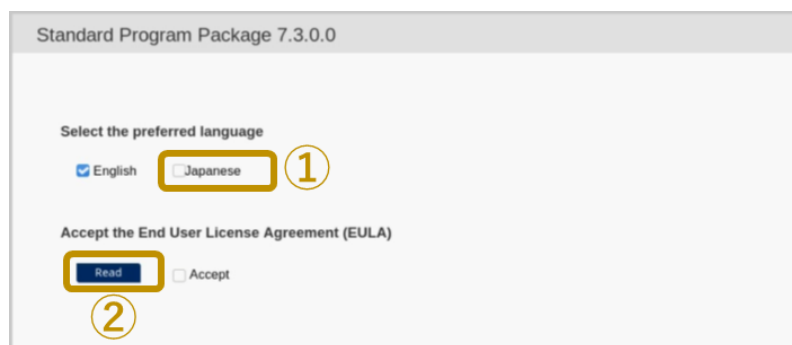 Standard Program Package 7.3.0.0
Select the preferred language
English Japanese ①
Accept the End User License Agreement (EULA)
Read Accept
②